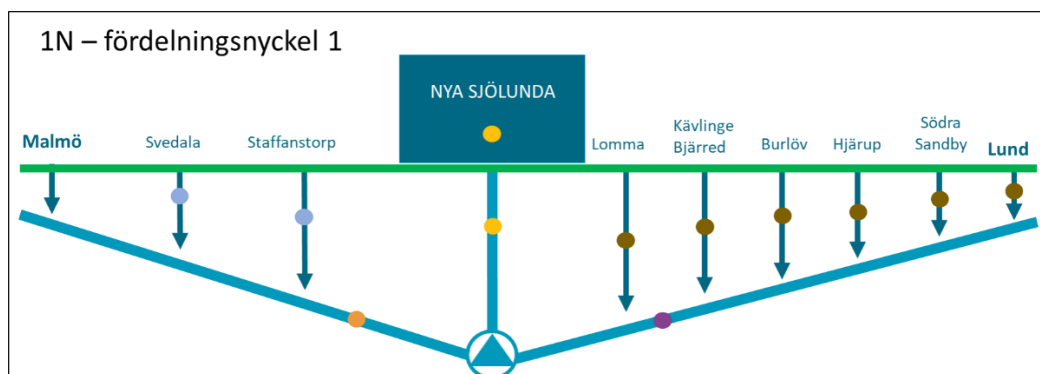 1N – fördelningsnyckel 1
NYA SJÖLUNDA
Malmö
Svedala
Staffanstorp
Lomma
Kävlinge
Bjärred
Burlöv
Hjärup
Södra
Sandby
Lund